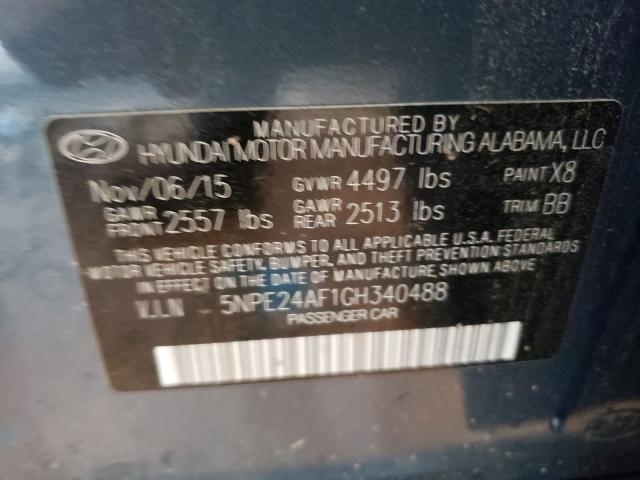 MANUFACTURED BY
HYUNDAI MOTOR MANUFACTURING ALABAMA, LLC
Nov/06/15 GVWR 4497 lbs PAINT X8
GAWR FRONT 2557 lbs GAWR REAR 2513 lbs TRIM BB
THIS VEHICLE CONFORMS TO ALL APPLICABLE U.S.A. FEDERAL
MOTOR VEHICLE SAFETY, BUMPER, AND THEFT PREVENTION STANDARDS
IN EFFECT ON THE DATE OF MANUFACTURE SHOWN ABOVE.
V.I.N 5NPE24AF1GH340488
PASSENGER CAR